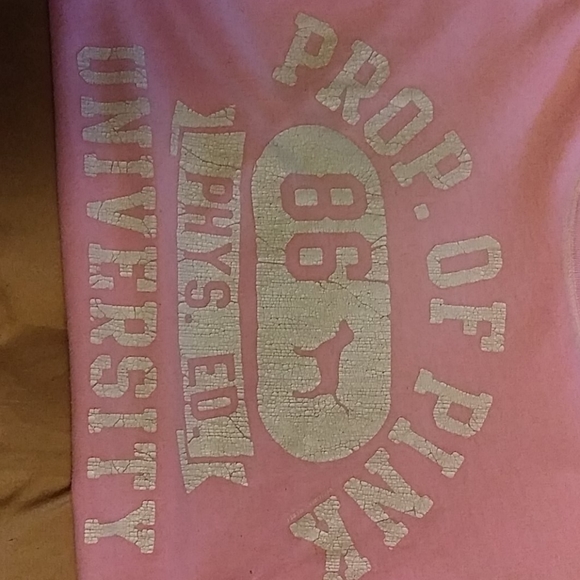 PROP. OF PINK
86
PHYS. ED.
UNIVERSITY